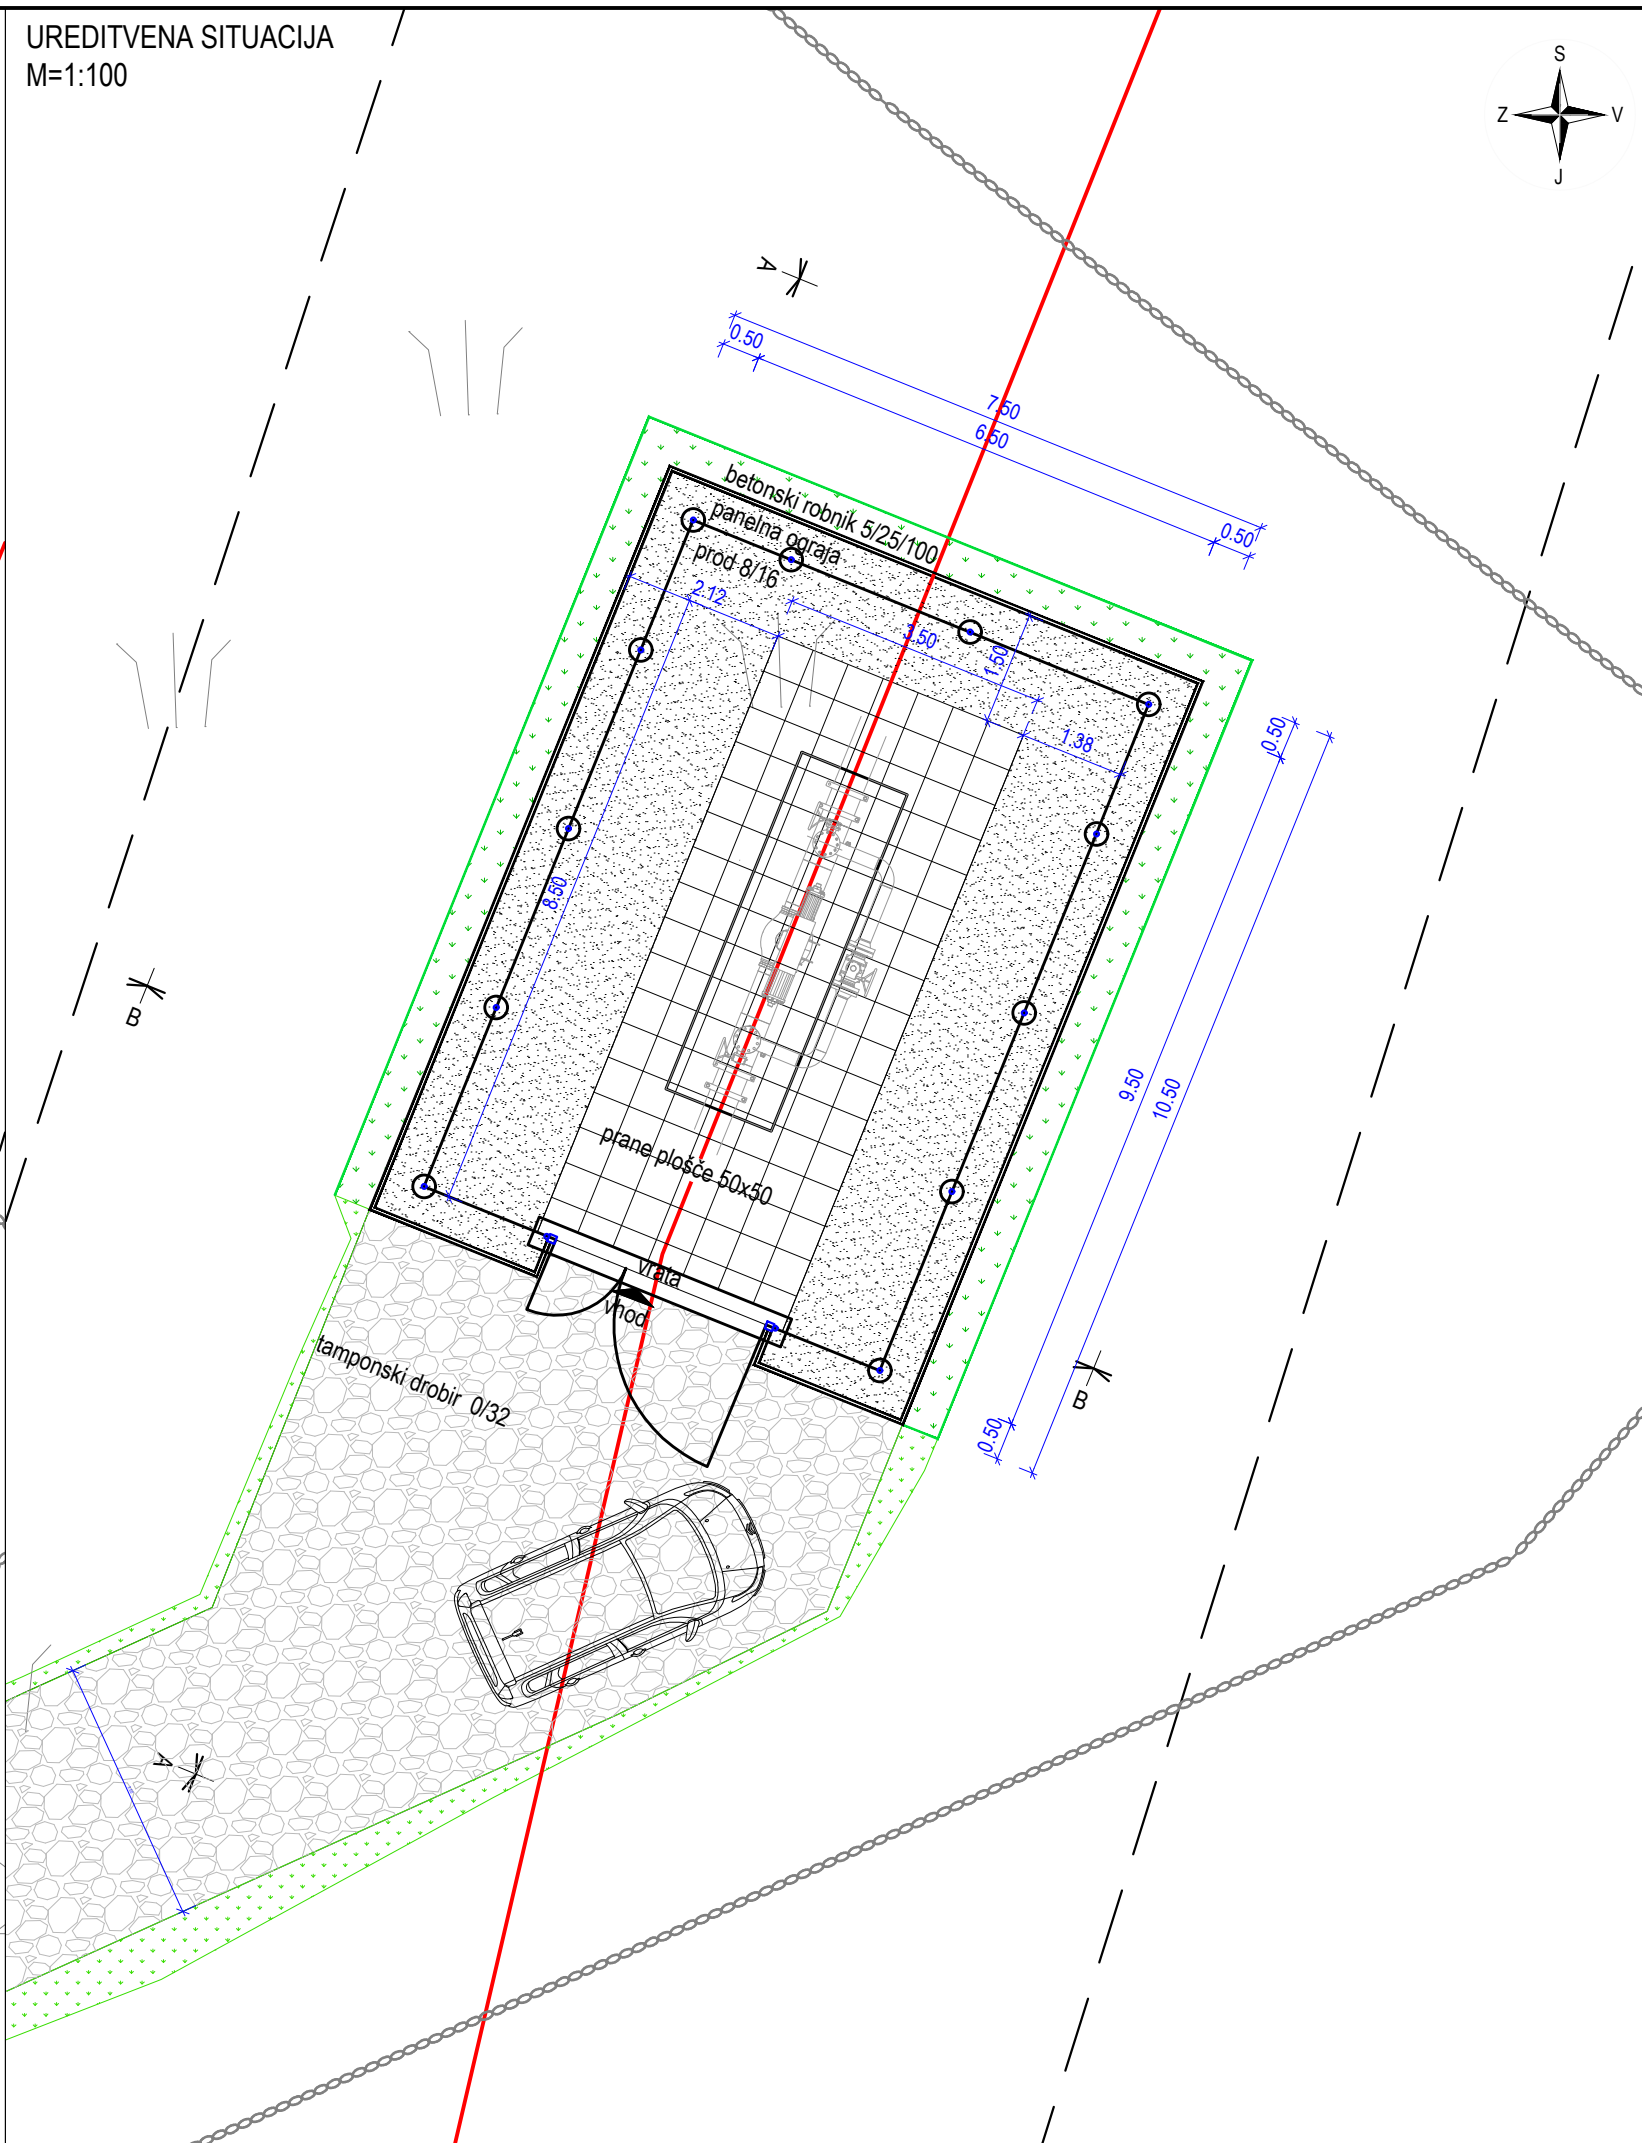 UREDITVENA SITUACIJA
M=1:100
S
Z
V
J
A
0.50
7.50
6.50
0.50
betonski robnik 5/25/100
panelna ograja
prod 8/16
2.12
3.50
1.50
1.38
0.50
8.50
B
9.50
10.50
prane plošče 50x50
vrata
vhod
tamponski drobir 0/32
B
0.50
A